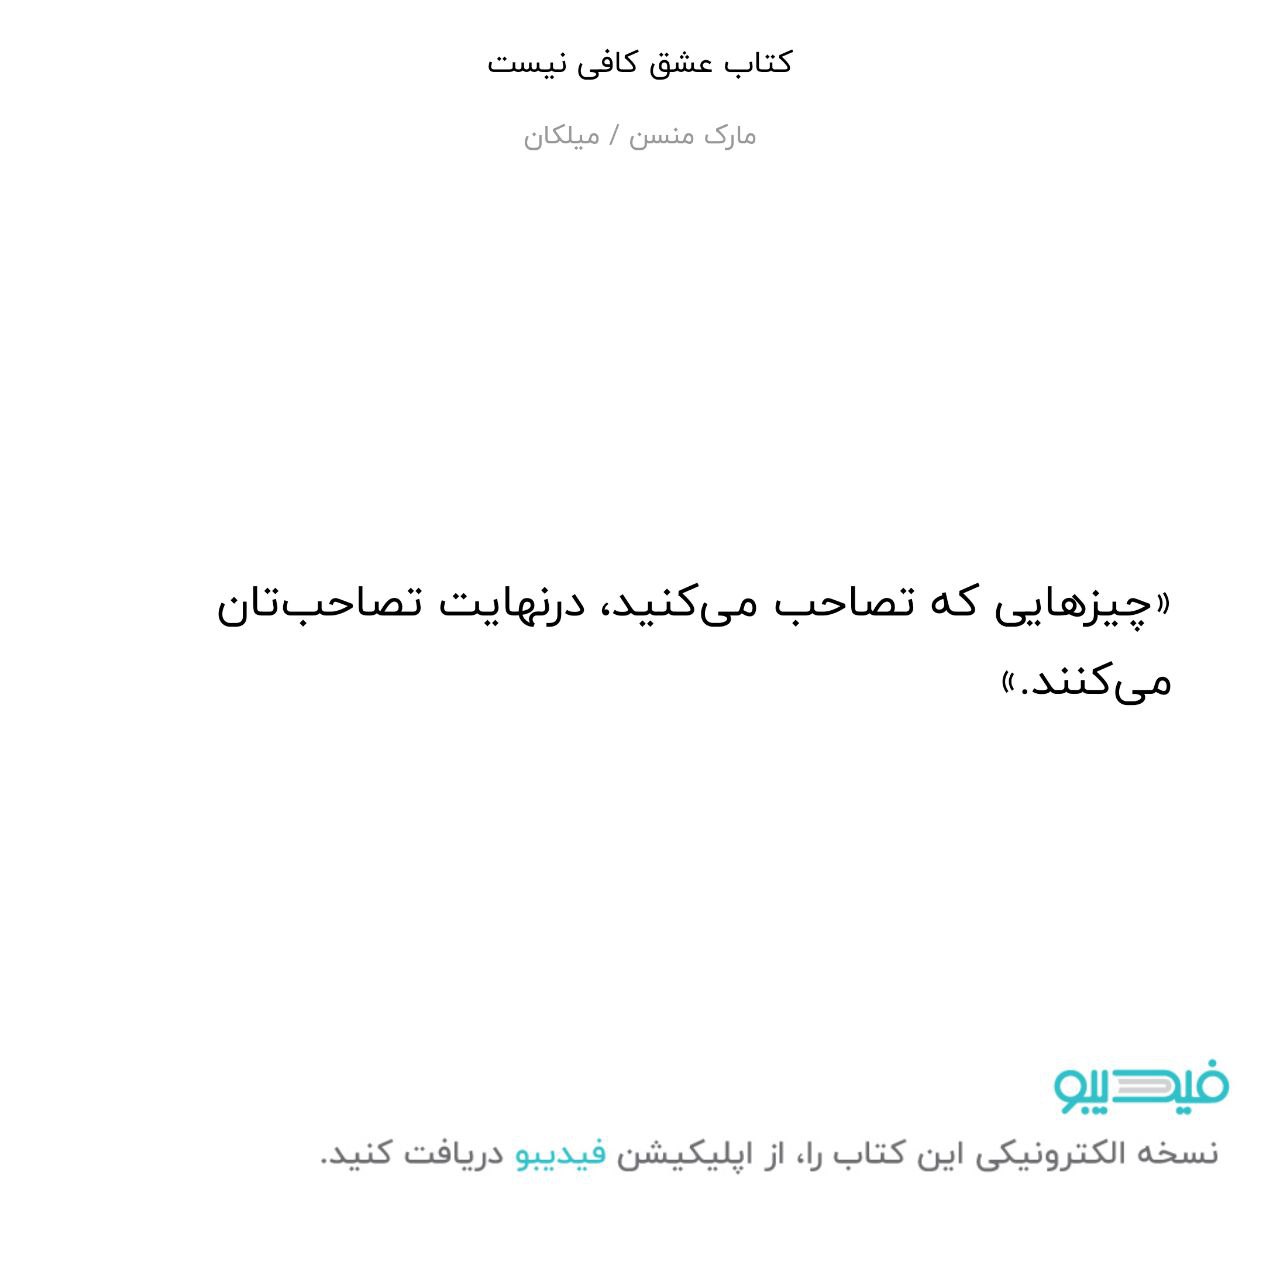 کتاب عشق کافی نیست
مارک منسن / میلکان
«چیزهایی که تصاحب می‌کنید، درنهایت تصاحب‌تان
می‌کنند.»
فیدیبو
نسخه الکترونیکی این کتاب را، از اپلیکیشن فیدیبو دریافت کنید.